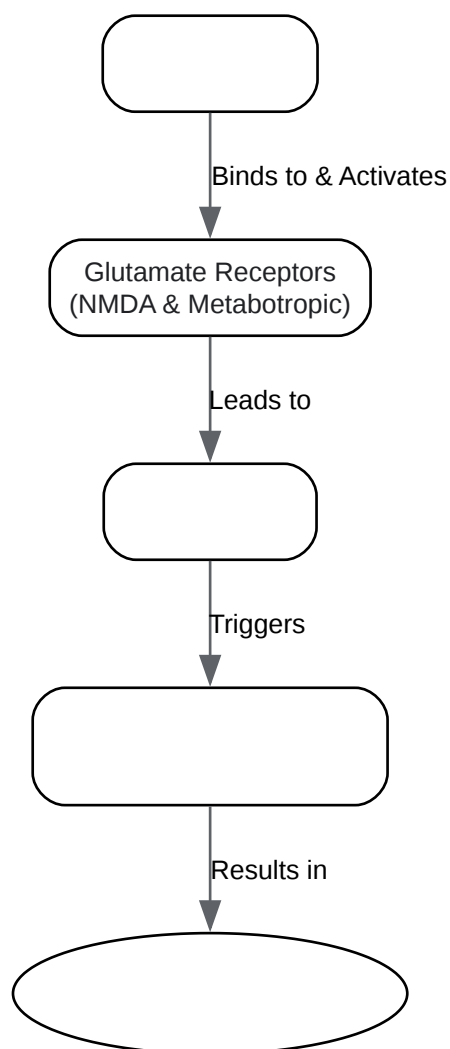 Binds to & Activates
Glutamate Receptors
(NMDA & Metabotropic)
Leads to
Triggers
Results in